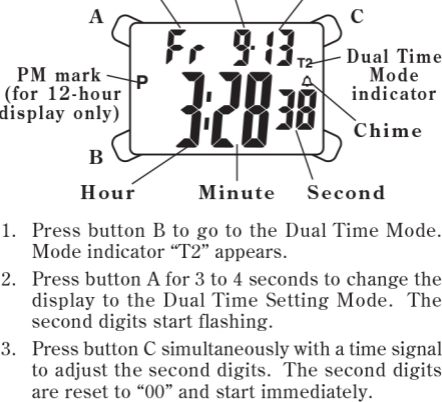 A
C
Fr 9-13
T2
Dual Time
Mode
indicator
PM mark
(for 12-hour
display only)
P
3:28 38
Chime
B
Hour Minute Second
1. Press button B to go to the Dual Time Mode.
Mode indicator “T2” appears.
2. Press button A for 3 to 4 seconds to change the
display to the Dual Time Setting Mode. The
second digits start flashing.
3. Press button C simultaneously with a time signal
to adjust the second digits. The second digits
are reset to “00” and start immediately.